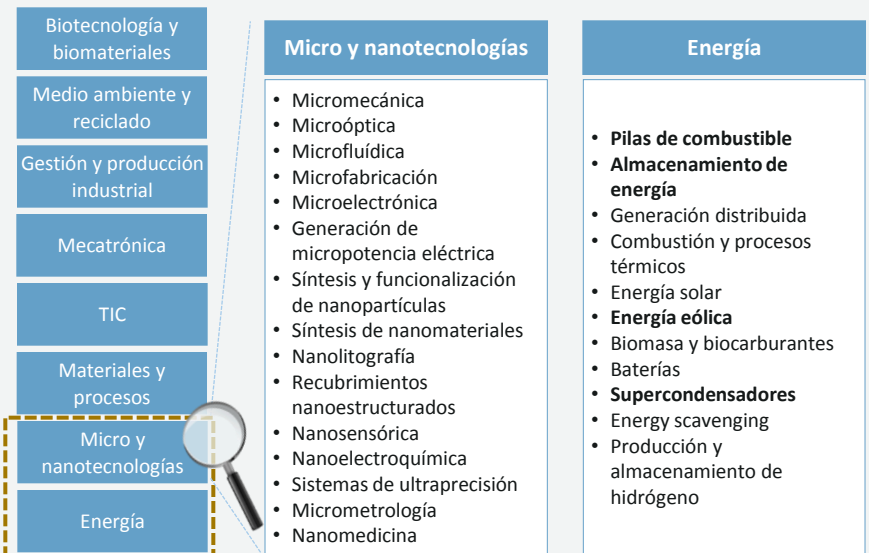 Biotecnología y
biomateriales
Medio ambiente y
reciclado
Gestión y producción
industrial
Mecatrónica
TIC
Materiales y
procesos
Micro y
nanotecnologías
Energía
Micro y nanotecnologías
• Micromecánica
• Microóptica
• Microfluídica
• Microfabricación
• Microelectrónica
• Generación de
micropotencia eléctrica
• Síntesis y funcionalización
de nanopartículas
• Síntesis de nanomateriales
• Nanolitografía
• Recubrimientos
nanoestructurados
• Nanosensórica
• Nanoelectroquímica
• Sistemas de ultraprecisión
• Micrometrología
• Nanomedicina
Energía
• Pilas de combustible
• Almacenamiento de
energía
• Generación distribuida
• Combustión y procesos
térmicos
• Energía solar
• Energía eólica
• Biomasa y biocarburantes
• Baterías
• Supercondensadores
• Energy scavenging
• Producción y
almacenamiento de
hidrógeno